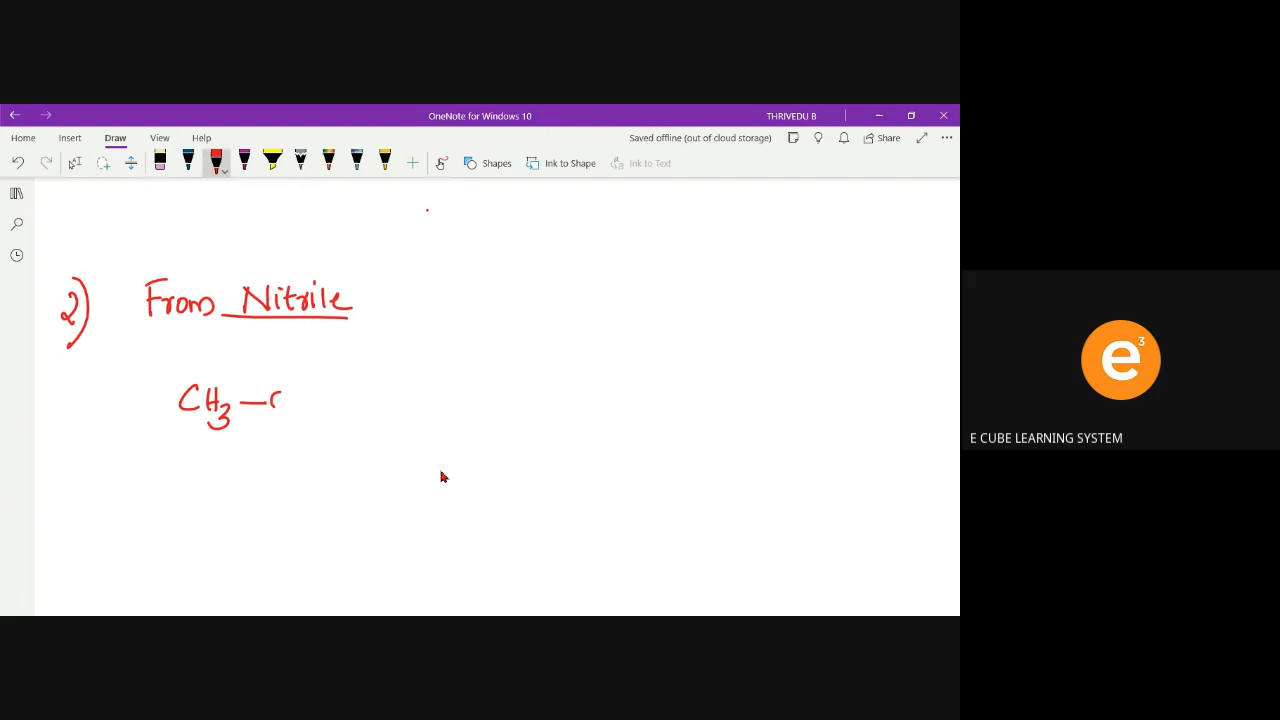 OneNote for Windows 10
THRIVEDU B
Home Insert Draw View Help
Saved offline (out of cloud storage)
Share
Shapes
Ink to Shape
Ink to Text
2) From Nitrile
CH3 — C
e3
E CUBE LEARNING SYSTEM